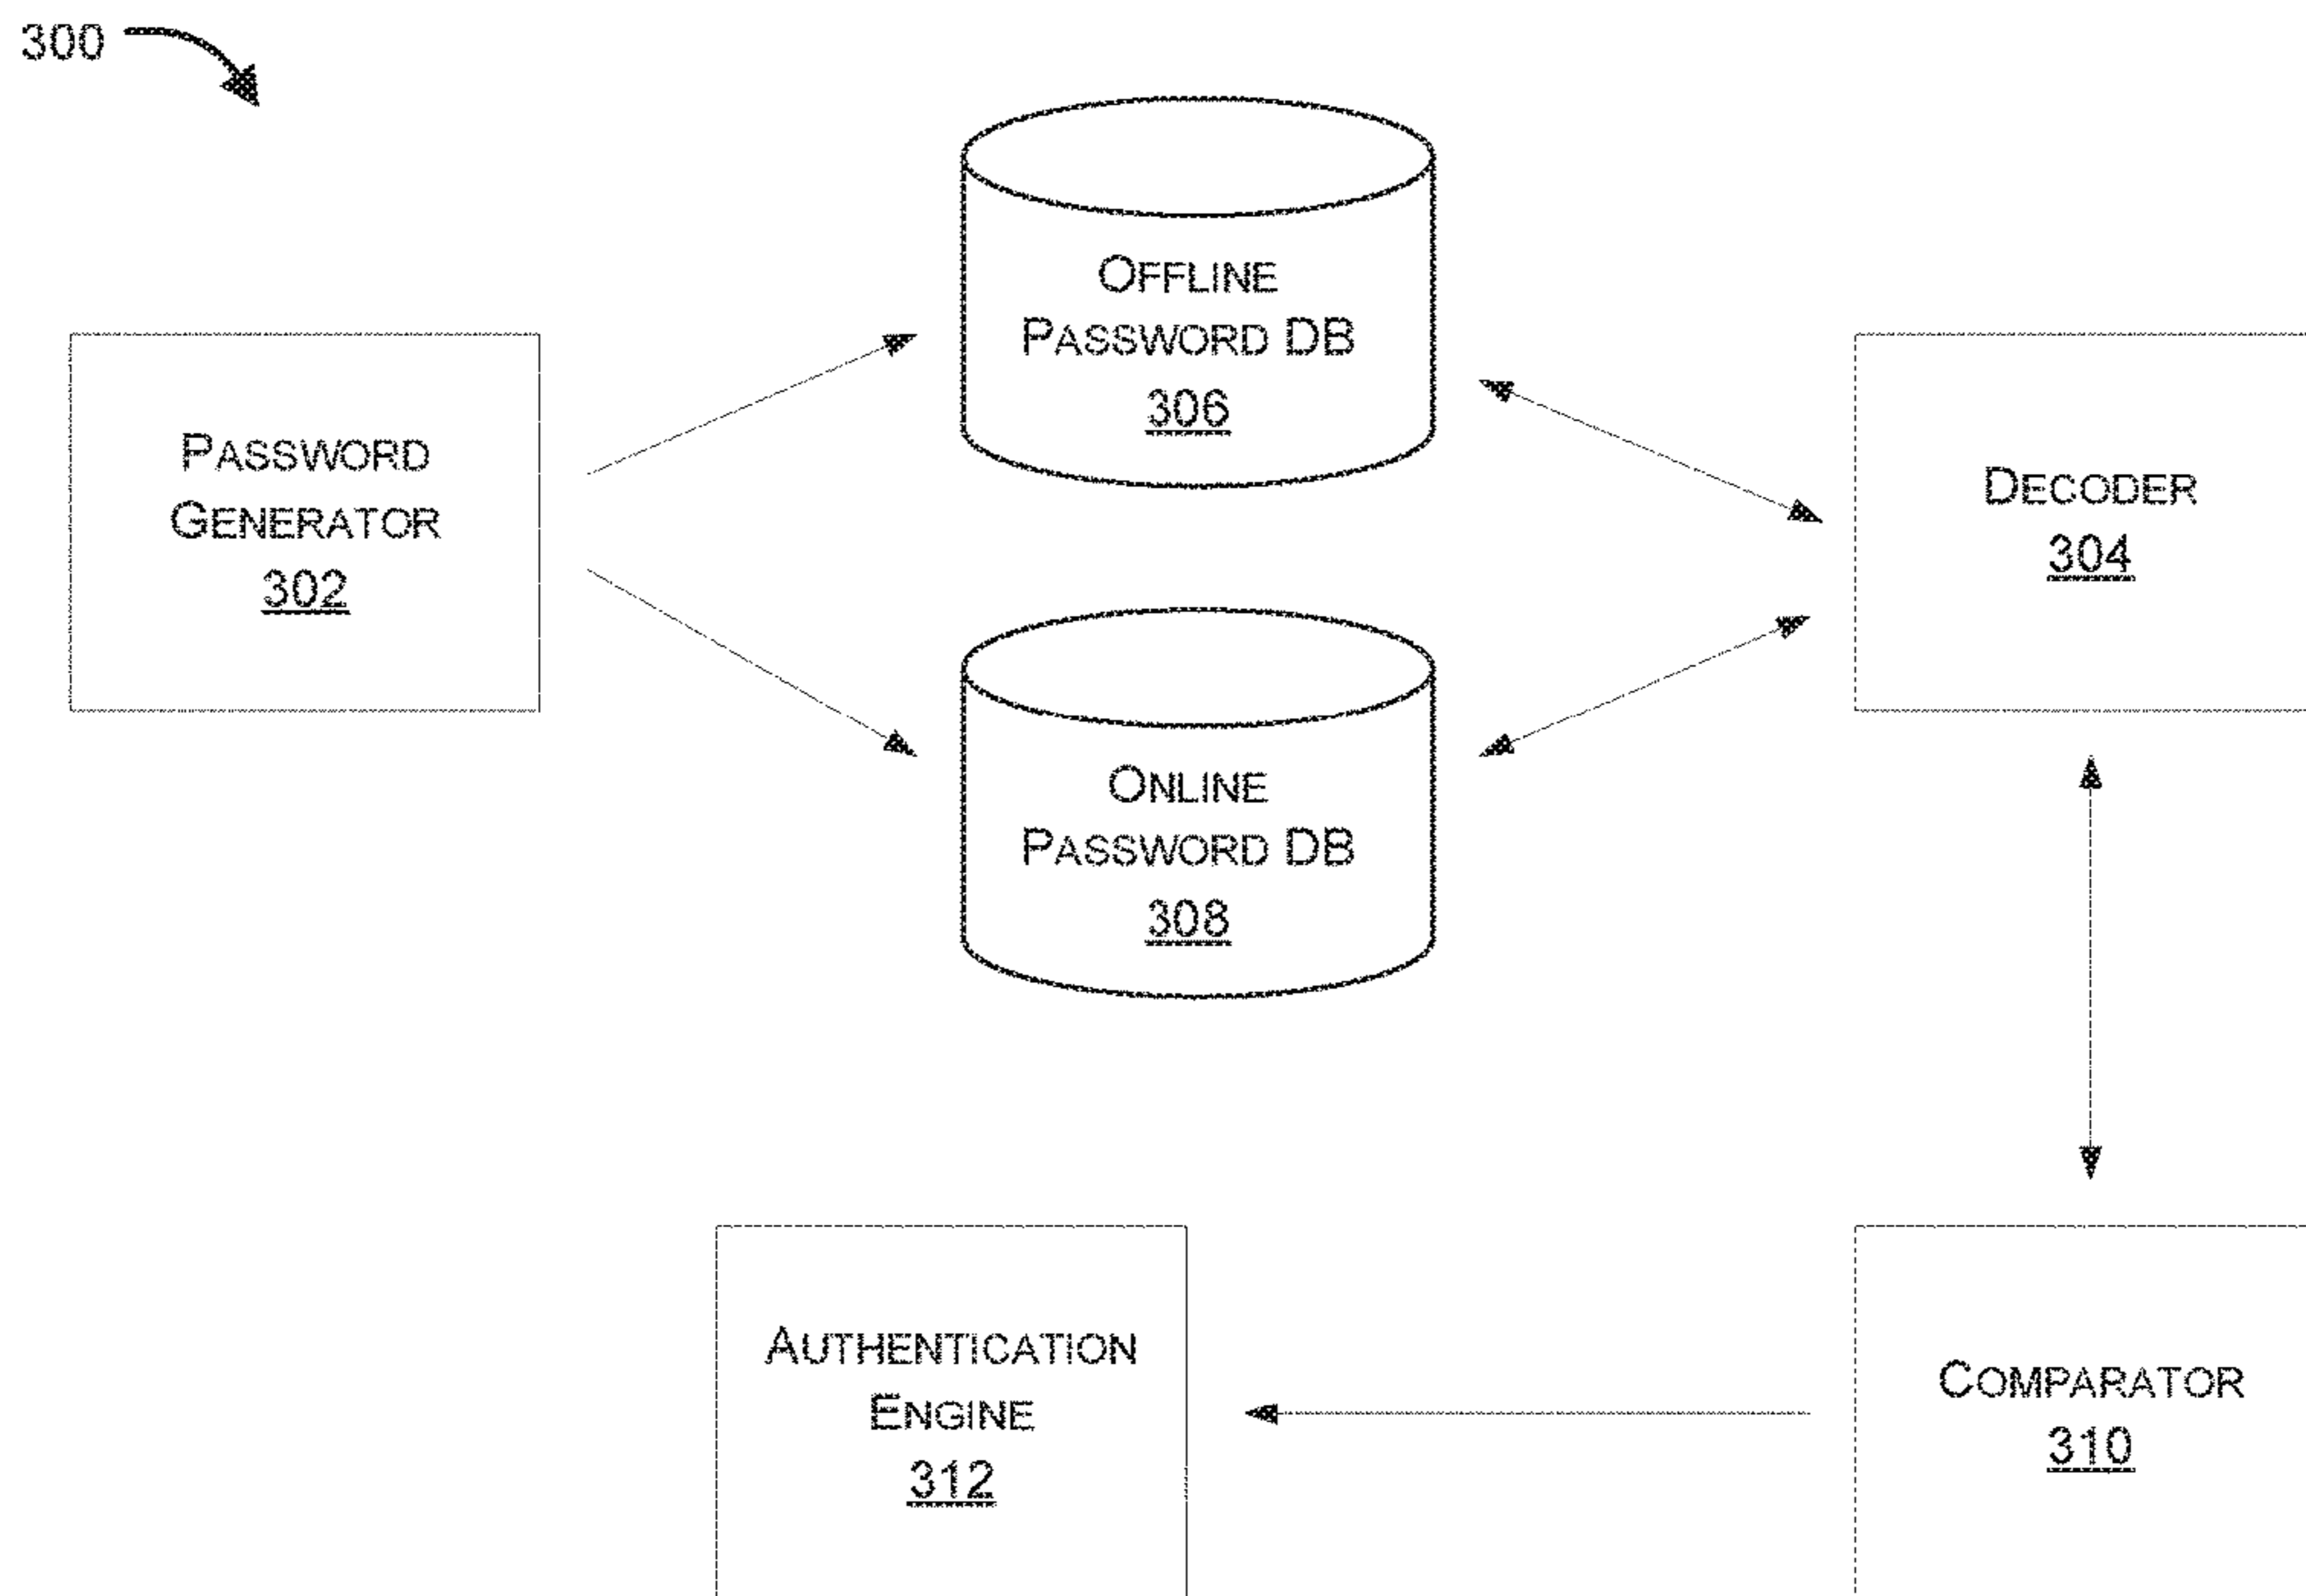 300
OFFLINE
PASSWORD DB
306
PASSWORD
GENERATOR
302
DECODER
304
ONLINE
PASSWORD DB
308
AUTHENTICATION
ENGINE
312
COMPARATOR
310